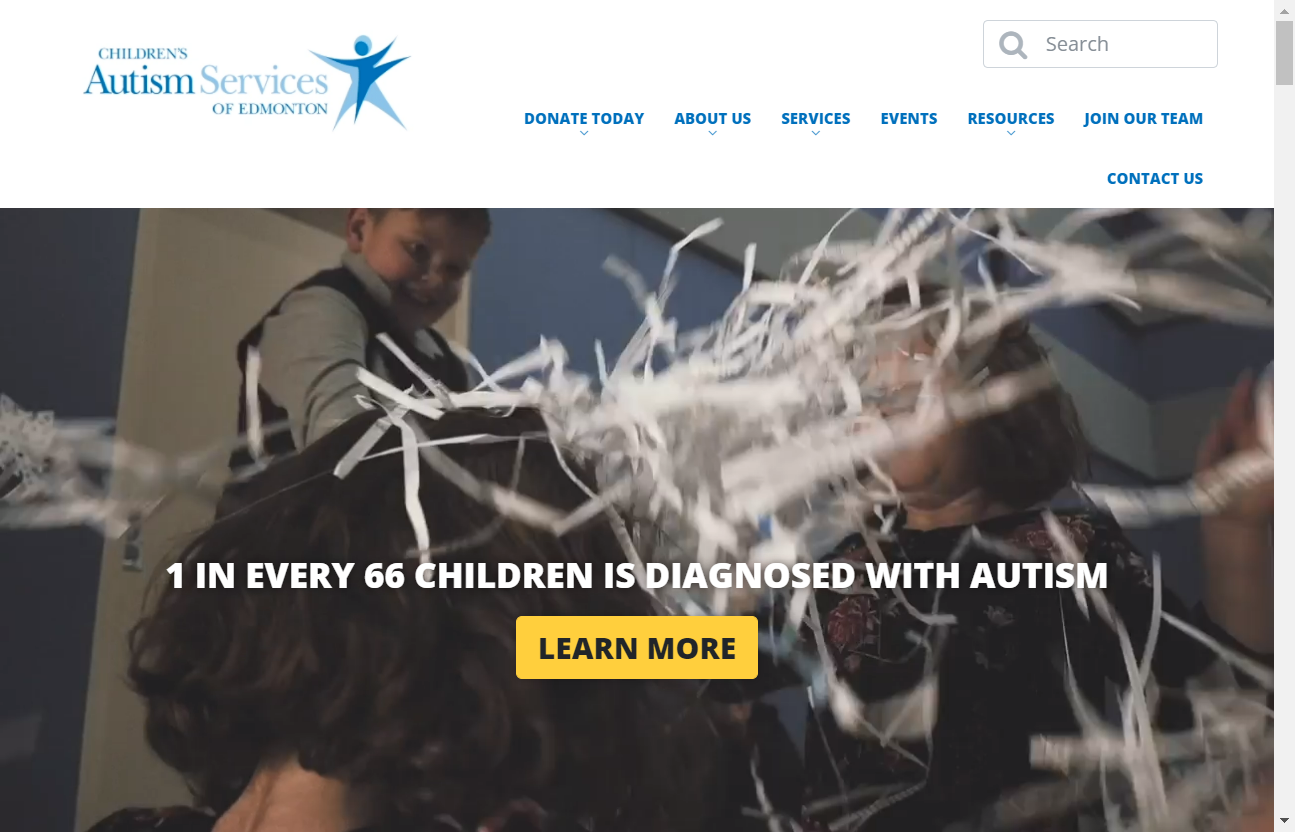 CHILDREN'S
Autism Services
OF EDMONTON
Search
DONATE TODAY ABOUT US SERVICES EVENTS RESOURCES JOIN OUR TEAM
CONTACT US
1 IN EVERY 66 CHILDREN IS DIAGNOSED WITH AUTISM
LEARN MORE